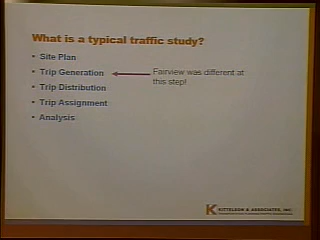 What is a typical traffic study?
• Site Plan
• Trip Generation
Fairview was different at
this step!
• Trip Distribution
• Trip Assignment
• Analysis
KITTELSON & ASSOCIATES, INC.